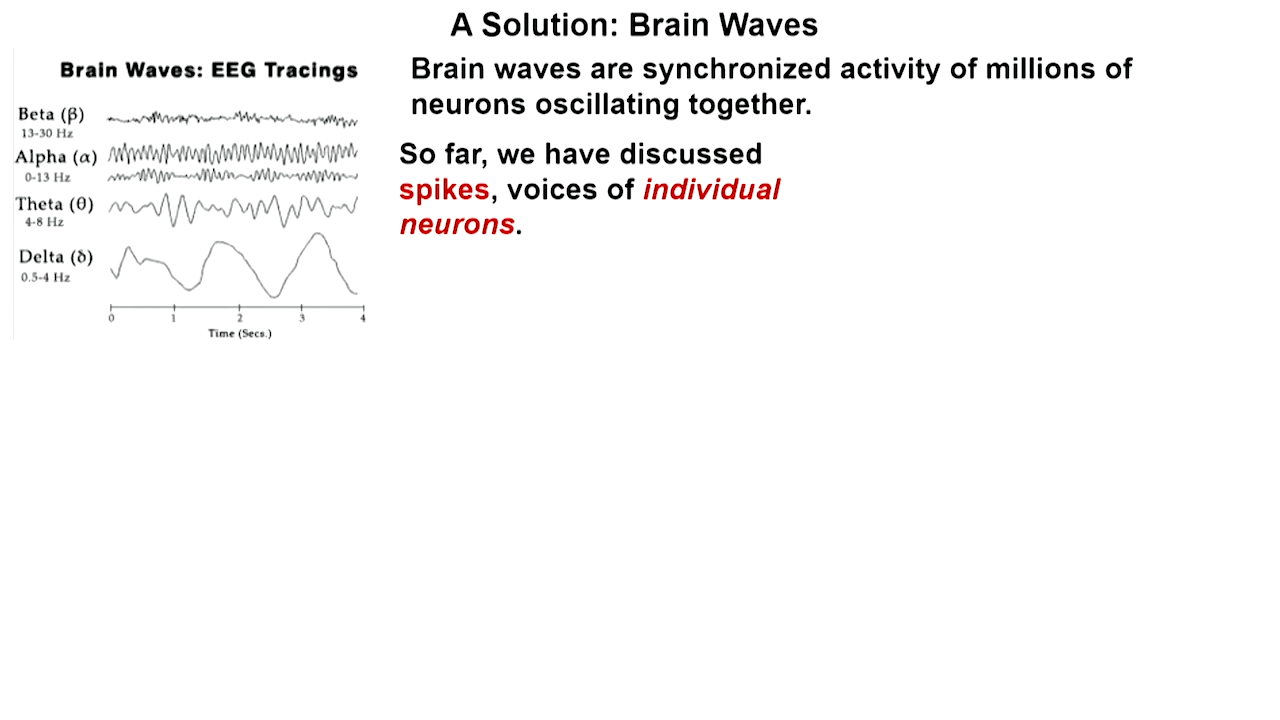 A Solution: Brain Waves
Brain Waves: EEG Tracings
Beta (β)
13-30 Hz
Alpha (α)
0-13 Hz
Theta (θ)
4-8 Hz
Delta (δ)
0.5-4 Hz
0 1 2 3 4
Time (Secs.)
Brain waves are synchronized activity of millions of
neurons oscillating together.
So far, we have discussed
spikes, voices of individual
neurons.